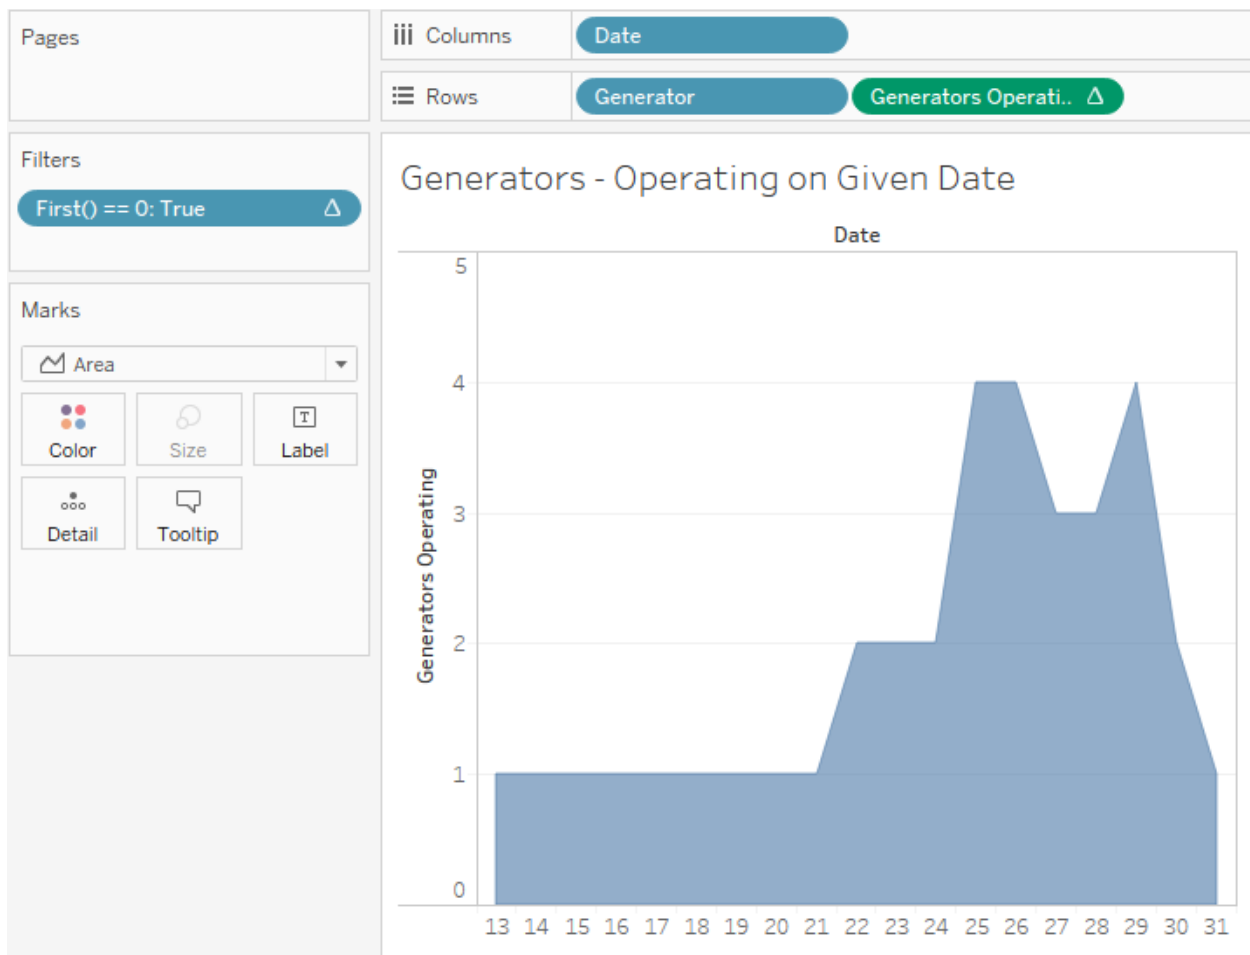 Pages
Columns
Date
Rows
Generator
Generators Operati.. Δ
Filters
First() == 0: True Δ
Marks
Area
Color
Size
Label
T
Detail
Tooltip
Generators - Operating on Given Date
Date
Generators Operating
5
4
3
2
1
0
13 14 15 16 17 18 19 20 21 22 23 24 25 26 27 28 29 30 31